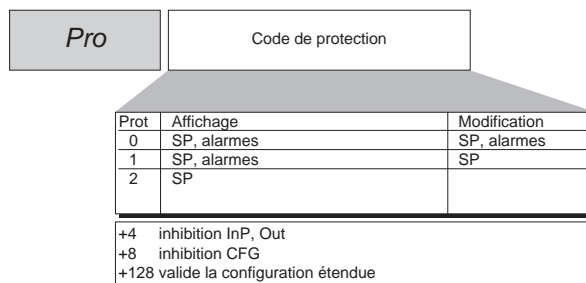 Pro
Code de protection
Prot Affichage Modification
0 SP, alarmes SP, alarmes
1 SP, alarmes SP
2 SP
+4 inhibition InP, Out
+8 inhibition CFG
+128 valide la configuration étendue